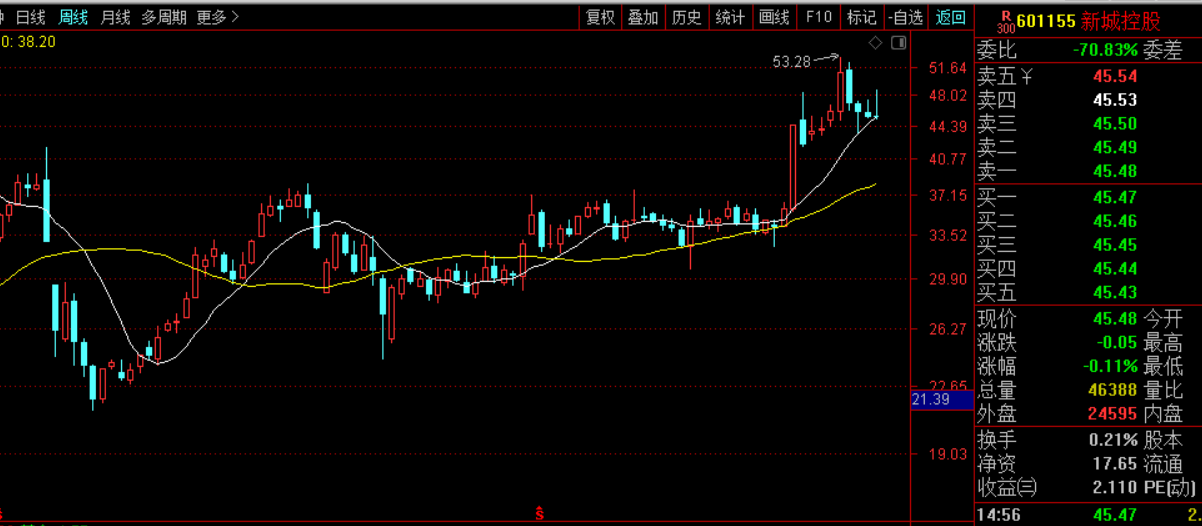 日线 周线 月线 多周期 更多 复权 叠加 历史 统计 画线 F10 标记 -自选 返回
R 300 601155 新城控股
0: 38.20
委比 -70.83% 委差
53.28
卖五 ¥ 45.54
卖四 45.53
卖三 45.50
卖二 45.49
卖一 45.48
买一 45.47
买二 45.46
买三 45.45
买四 45.44
买五 45.43
现价 45.48 今开
涨跌 -0.05 最高
涨幅 -0.11% 最低
总量 46388 量比
外盘 24595 内盘
换手 0.21% 股本
净资 17.65 流通
收益(三) 2.110 PE(动)
14:56 45.47 2
51.64
48.02
44.39
40.77
37.15
33.52
29.90
26.27
22.65
21.39
19.03
Ŝ